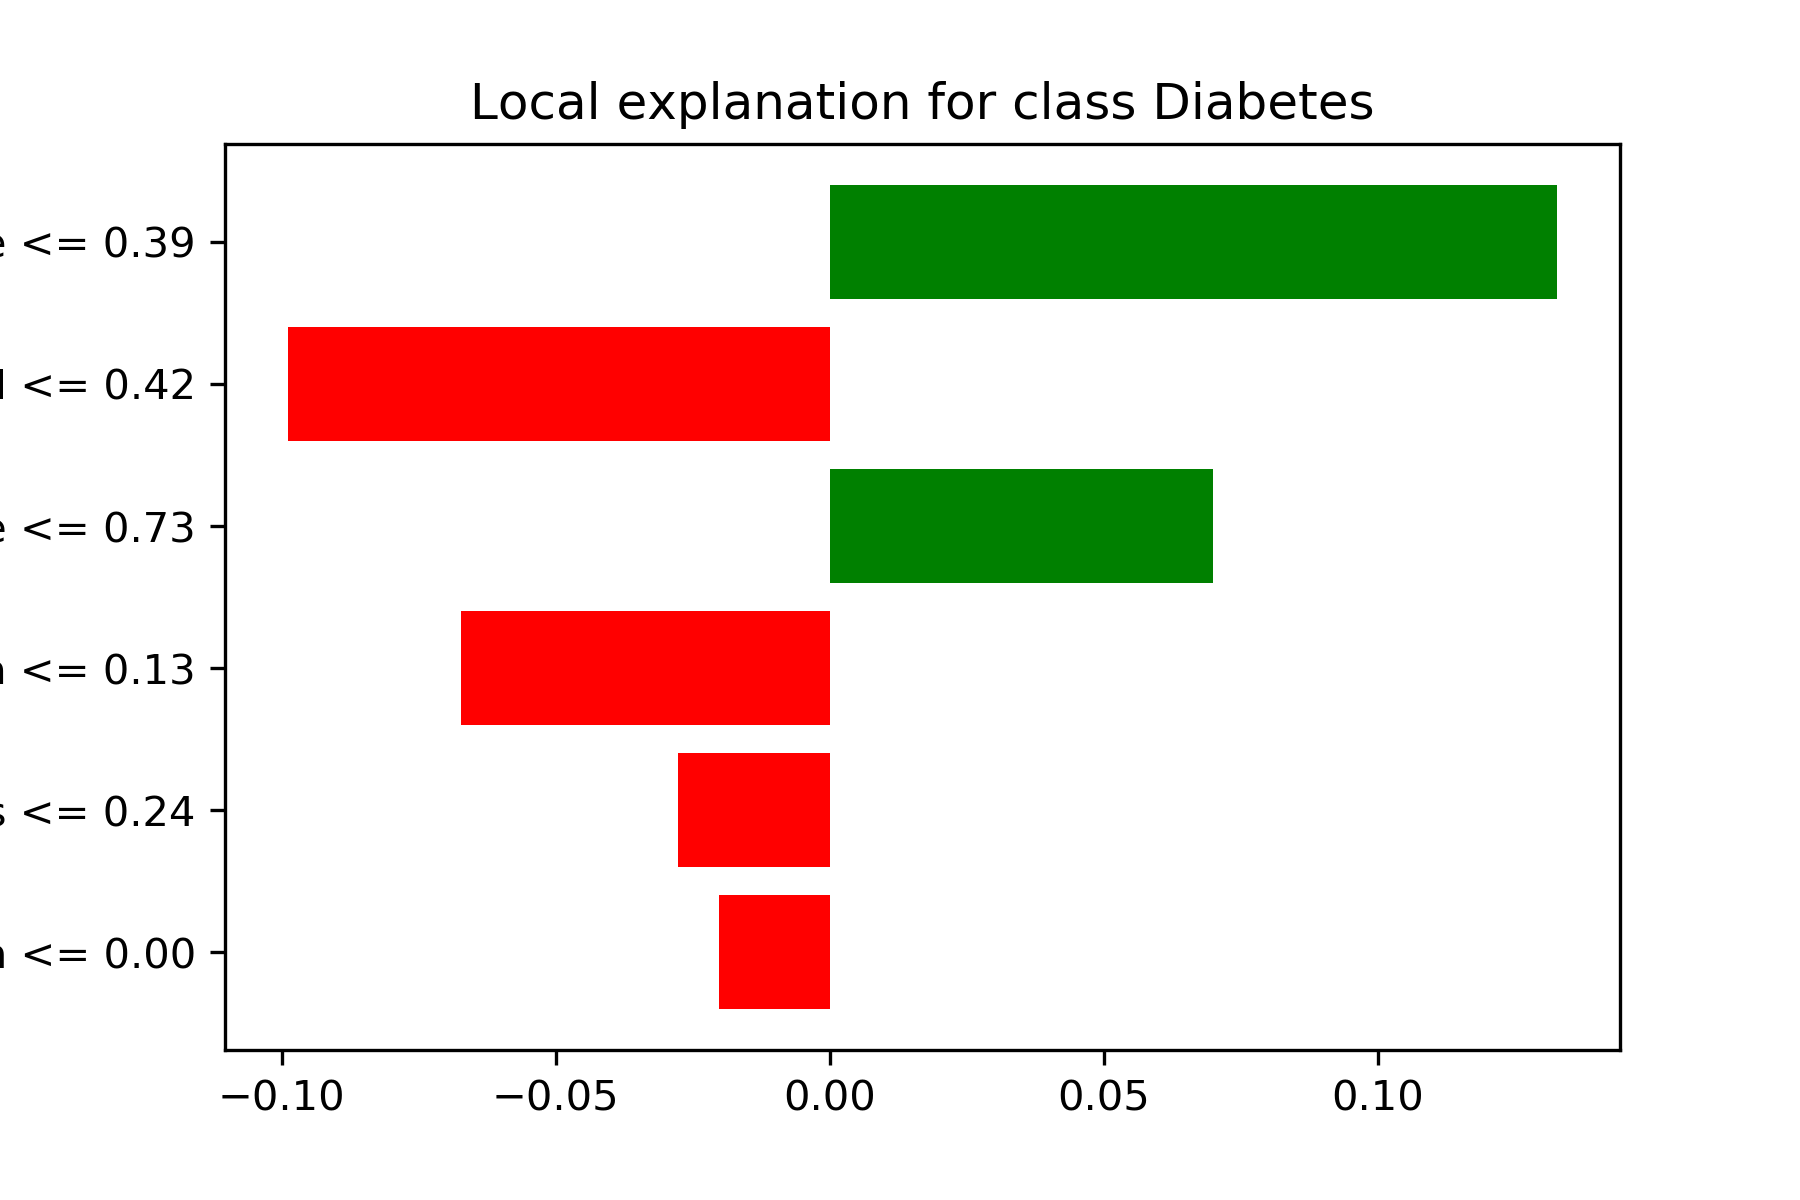 Local explanation for class Diabetes
e <= 0.39
<= 0.42
e <= 0.73
<= 0.13
s <= 0.24
<= 0.00
−0.10 −0.05 0.00 0.05 0.10